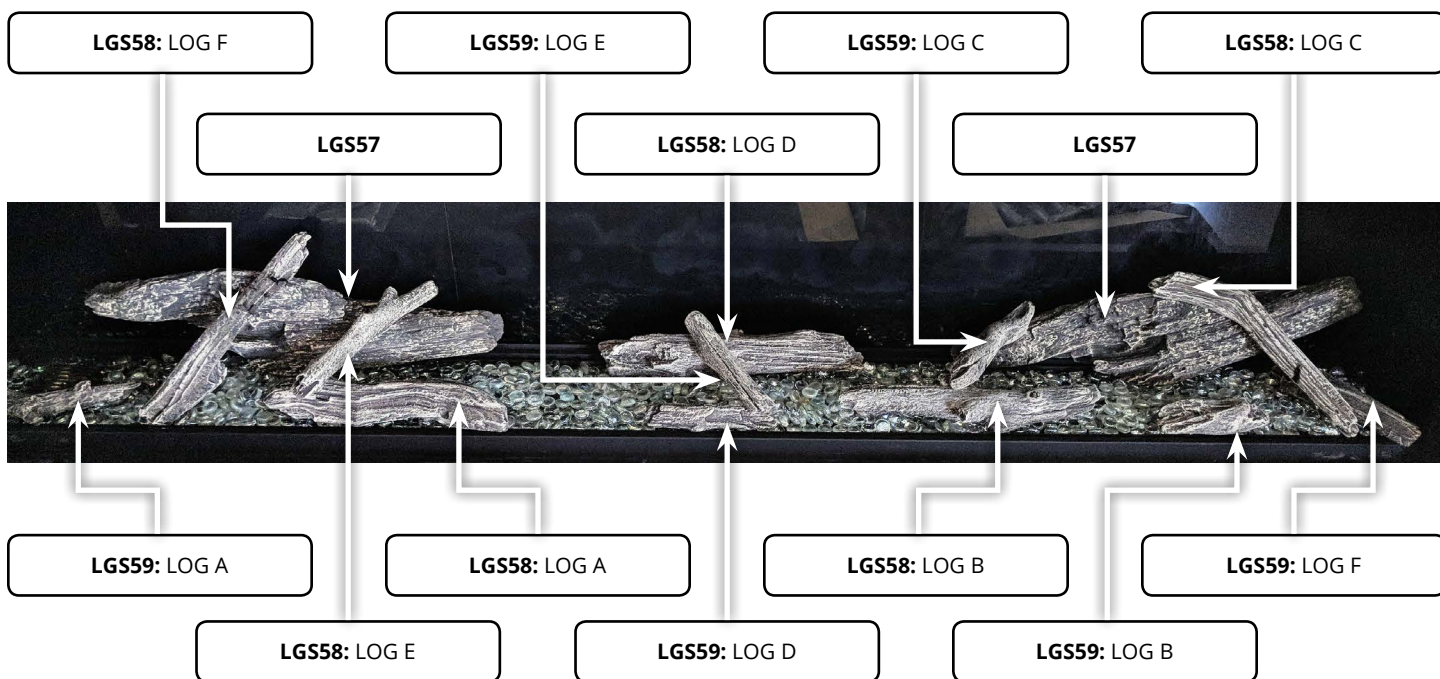 LGS58: LOG F
LGS59: LOG E
LGS59: LOG C
LGS58: LOG C
LGS57
LGS58: LOG D
LGS57
LGS59: LOG A
LGS58: LOG A
LGS58: LOG B
LGS59: LOG F
LGS58: LOG E
LGS59: LOG D
LGS59: LOG B